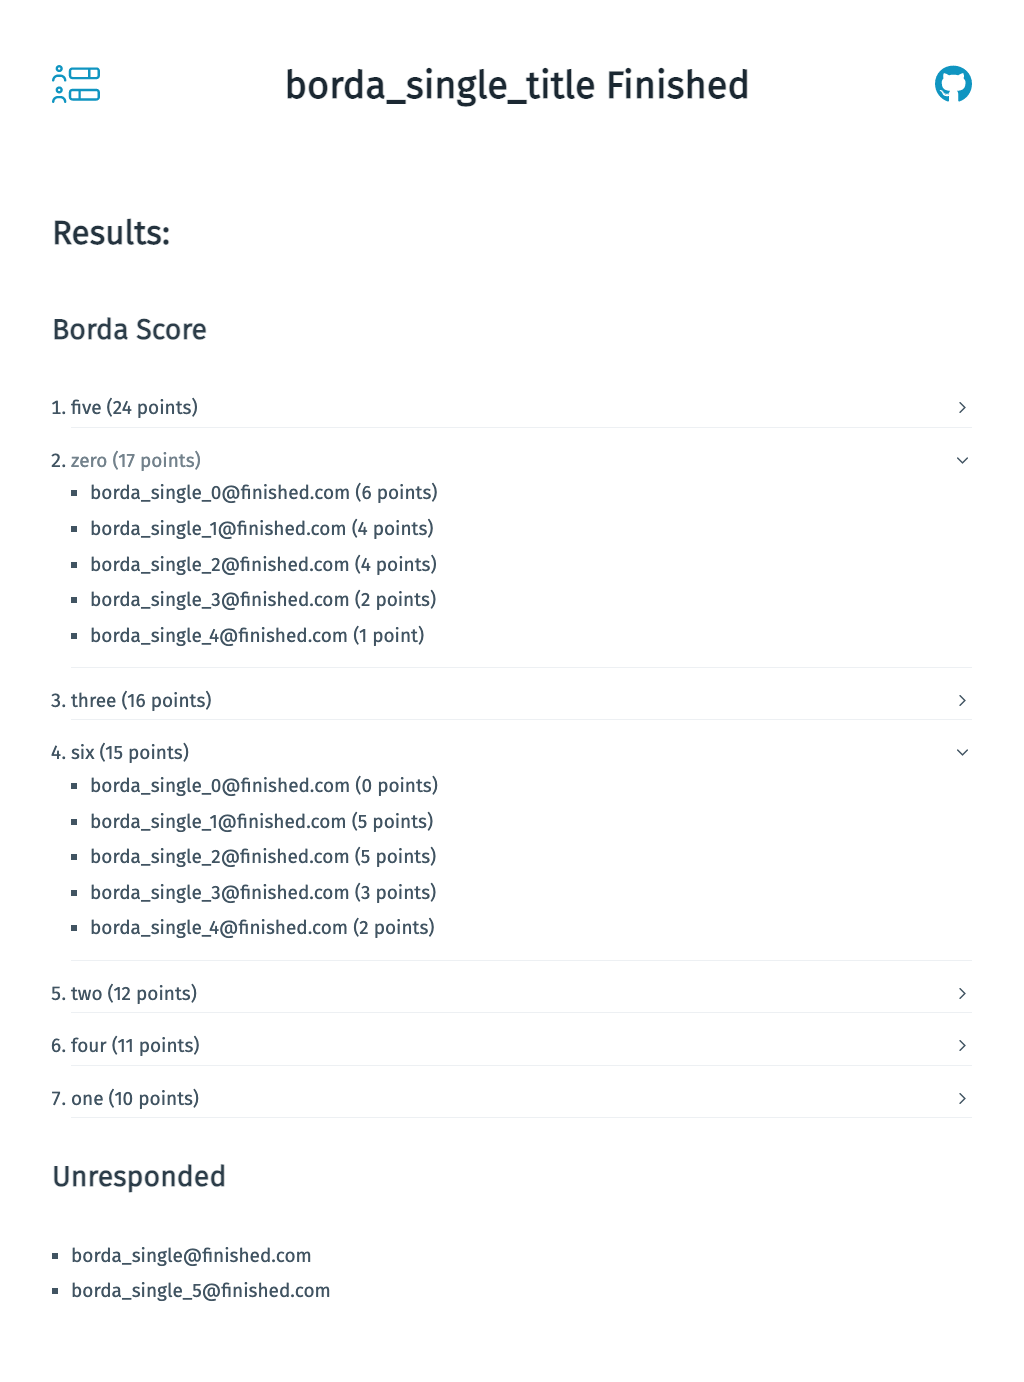 borda_single_title Finished
Results:
Borda Score
1. five (24 points)
2. zero (17 points)
▪ borda_single_0@finished.com (6 points)
▪ borda_single_1@finished.com (4 points)
▪ borda_single_2@finished.com (4 points)
▪ borda_single_3@finished.com (2 points)
▪ borda_single_4@finished.com (1 point)
3. three (16 points)
4. six (15 points)
▪ borda_single_0@finished.com (0 points)
▪ borda_single_1@finished.com (5 points)
▪ borda_single_2@finished.com (5 points)
▪ borda_single_3@finished.com (3 points)
▪ borda_single_4@finished.com (2 points)
5. two (12 points)
6. four (11 points)
7. one (10 points)
Unresponded
▪ borda_single@finished.com
▪ borda_single_5@finished.com